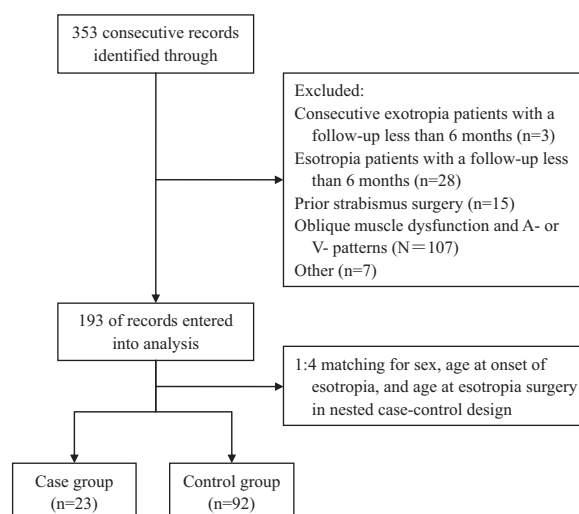 353 consecutive records
identified through
Excluded:
Consecutive exotropia patients with
a follow-up less than 6 months (n=3)
Esotropia patients with a follow-up less
than 6 months (n=28)
Prior strabismus surgery (n=15)
Oblique muscle dysfunction and A- or
V- patterns (N＝107)
Other (n=7)
193 of records entered
into analysis
1:4 matching for sex, age at onset of
esotropia, and age at esotropia surgery
in nested case-control design
Case group
(n=23)
Control group
(n=92)